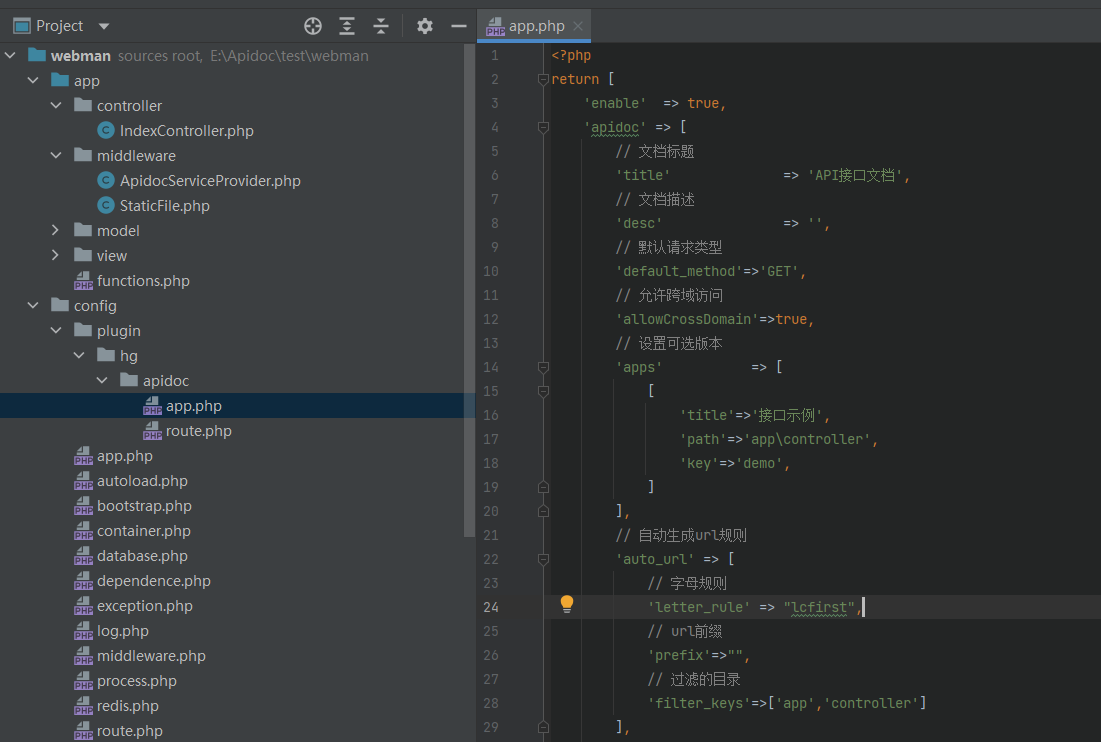 Project
webman sources root, E:\Apidoc\test\webman
app
controller
IndexController.php
middleware
ApidocServiceProvider.php
StaticFile.php
model
view
functions.php
config
plugin
hg
apidoc
app.php
route.php
app.php
autoload.php
bootstrap.php
container.php
database.php
dependence.php
exception.php
log.php
middleware.php
process.php
redis.php
route.php
app.php
1 <?php
2 return [
3 'enable'  => true,
4 'apidoc' => [
5 // 文档标题
6 'title'              => 'API接口文档',
7 // 文档描述
8 'desc'               => '',
9 // 默认请求类型
10 'default_method'=>'GET',
11 // 允许跨域访问
12 'allowCrossDomain'=>true,
13 // 设置可选版本
14 'apps'           => [
15 [
16 'title'=>'接口示例',
17 'path'=>'app\controller',
18 'key'=>'demo',
19 ]
20 ],
21 // 自动生成url规则
22 'auto_url' => [
23 // 字母规则
24 'letter_rule' => "lcfirst",
25 // url前缀
26 'prefix'=>"",
27 // 过滤的目录
28 'filter_keys'=>['app','controller']
29 ],